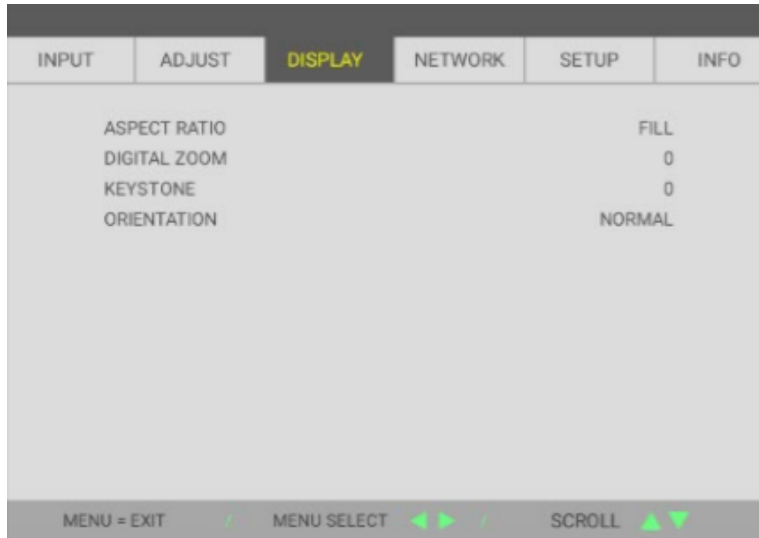 INPUT ADJUST DISPLAY NETWORK SETUP INFO
ASPECT RATIO FILL
DIGITAL ZOOM 0
KEYSTONE 0
ORIENTATION NORMAL
MENU = EXIT / MENU SELECT ◀ ▶ / SCROLL ▲ ▼